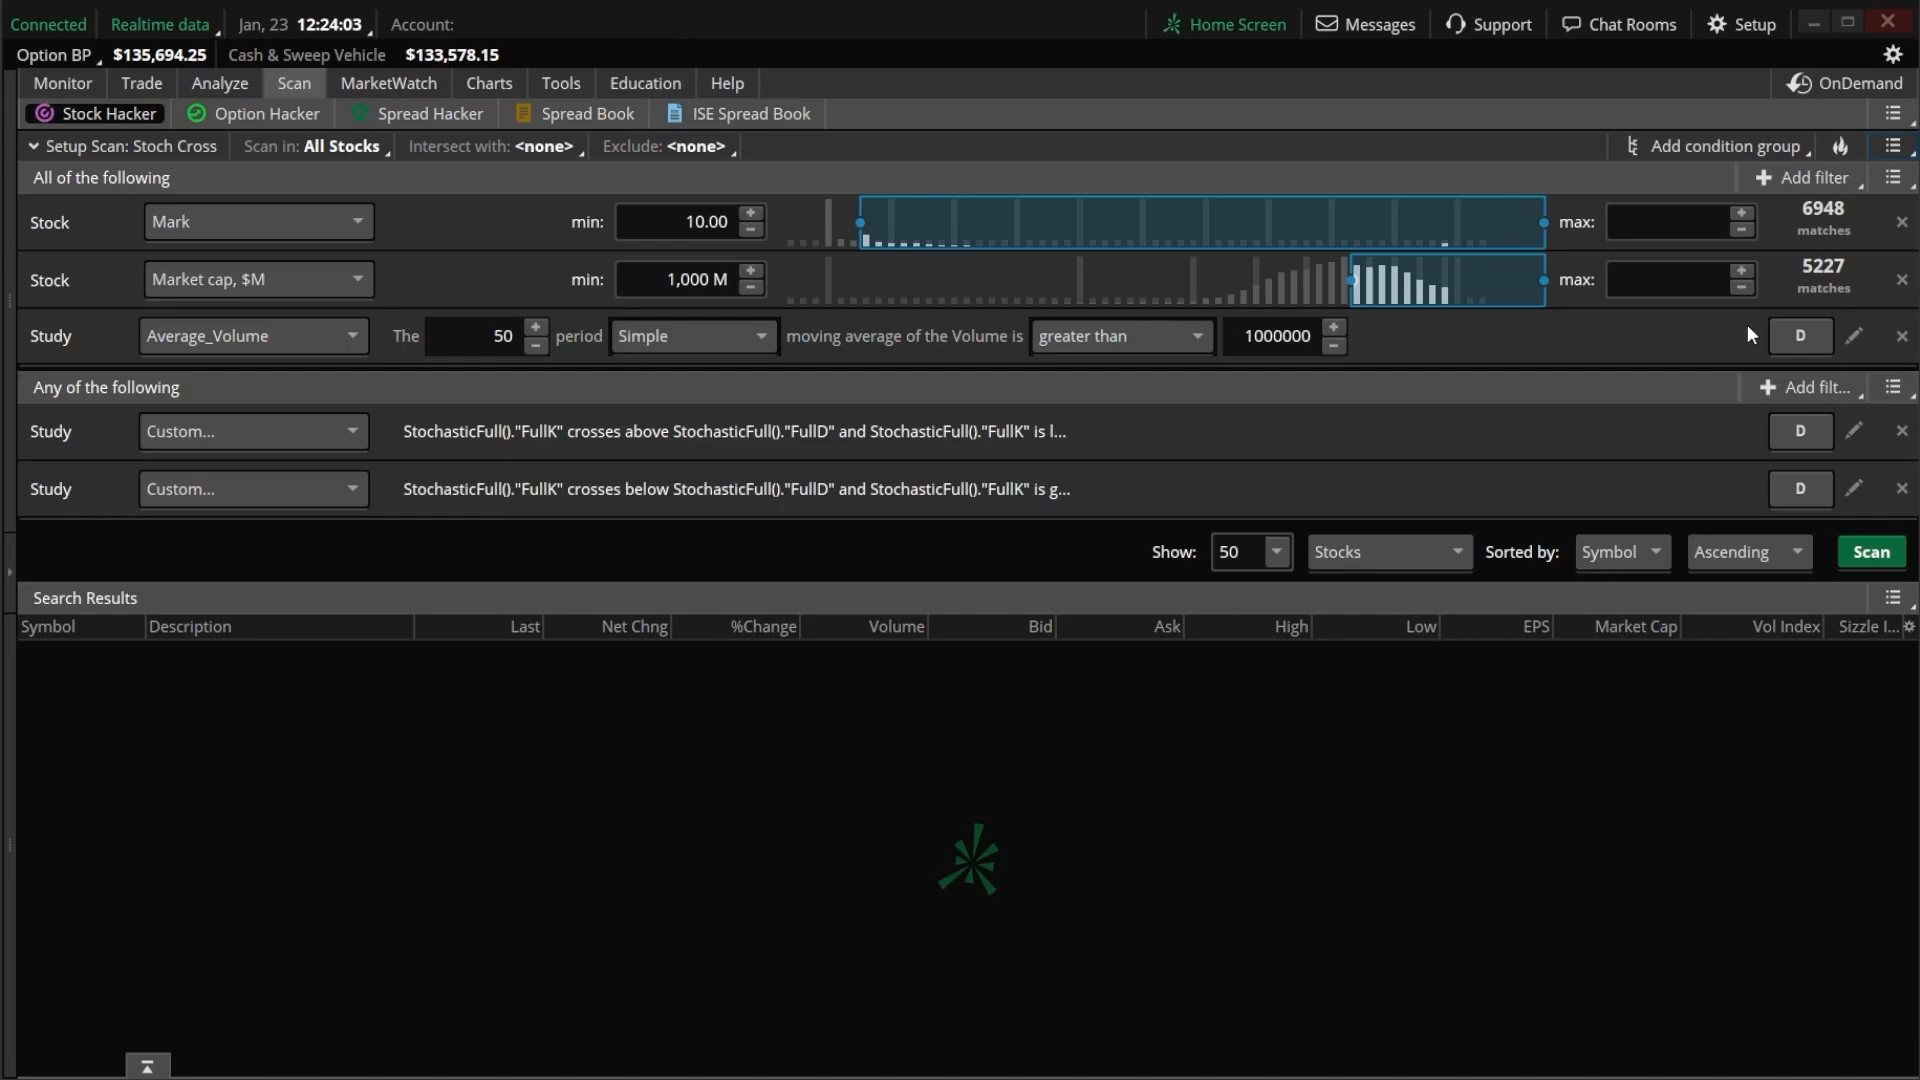 Connected Realtime data Jan, 23 12:24:03 Account: Home Screen Messages Support Chat Rooms Setup
Option BP $135,694.25 Cash & Sweep Vehicle $133,578.15
Monitor Trade Analyze Scan MarketWatch Charts Tools Education Help OnDemand
Stock Hacker Option Hacker Spread Hacker Spread Book ISE Spread Book
Setup Scan: Stoch Cross Scan in: All Stocks Intersect with: <none> Exclude: <none> Add condition group
All of the following Add filter
Stock Mark min: 10.00 max: 6948 matches
Stock Market cap, $M min: 1,000 M max: 5227 matches
Study Average_Volume The 50 period Simple moving average of the Volume is greater than 1000000 D
Any of the following Add filt...
Study Custom... StochasticFull()."FullK" crosses above StochasticFull()."FullD" and StochasticFull()."FullK" is l... D
Study Custom... StochasticFull()."FullK" crosses below StochasticFull()."FullD" and StochasticFull()."FullK" is g... D
Show: 50 Stocks Sorted by: Symbol Ascending Scan
Search Results
Symbol Description Last Net Chng %Change Volume Bid Ask High Low EPS Market Cap Vol Index Sizzle I...